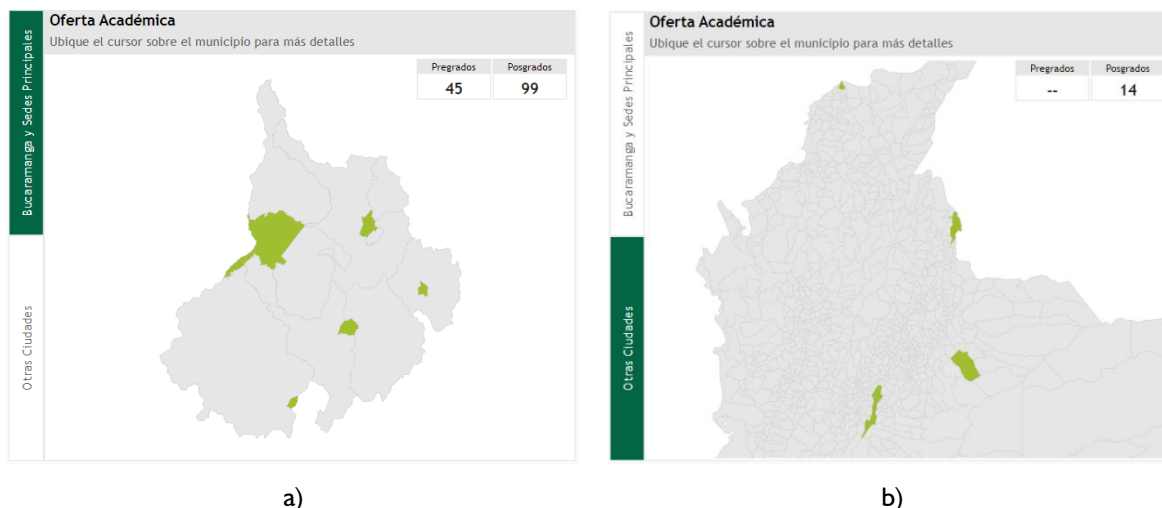 Oferta Académica
Ubique el cursor sobre el municipio para más detalles
Bucaramanga y Sedes Principales
Otras Ciudades
Pregrados Posgrados
45 99
a)
Oferta Académica
Ubique el cursor sobre el municipio para más detalles
Bucaramanga y Sedes Principales
Otras Ciudades
Pregrados Posgrados
-- 14
b)